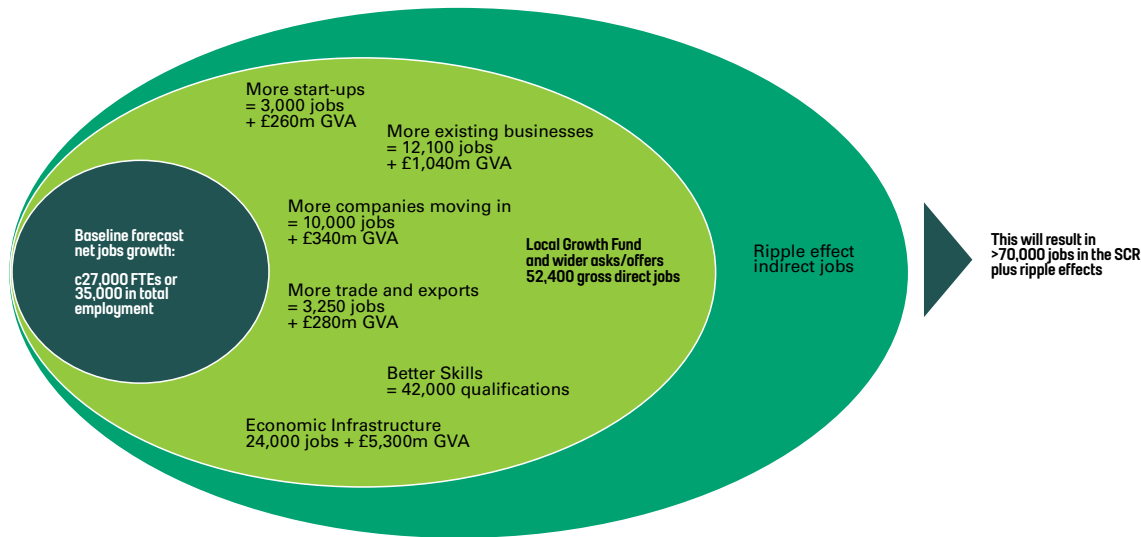 More start-ups
= 3,000 jobs
+ £260m GVA
More existing businesses
= 12,100 jobs
+ £1,040m GVA
More companies moving in
= 10,000 jobs
+ £340m GVA
Baseline forecast
net jobs growth:
c27,000 FTEs or
35,000 in total
employment
Local Growth Fund
and wider asks/offers
52,400 gross direct jobs
Ripple effect
indirect jobs
This will result in
>70,000 jobs in the SCR
plus ripple effects
More trade and exports
= 3,250 jobs
+ £280m GVA
Better Skills
= 42,000 qualifications
Economic Infrastructure
24,000 jobs + £5,300m GVA